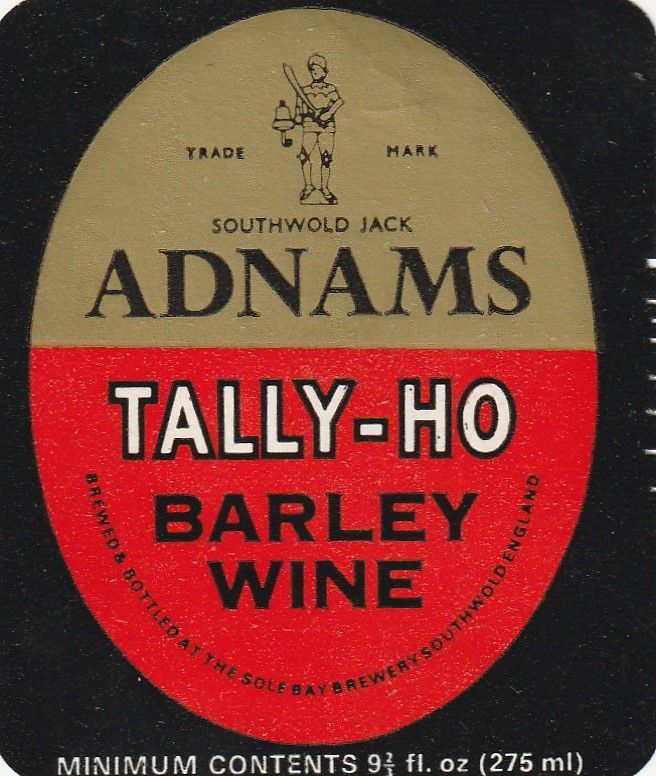 TRADE MARK
SOUTHWOLD JACK
ADNAMS
TALLY-HO
BARLEY
WINE
BREWED & BOTTLED AT THE SOLE BAY BREWERY SOUTHWOLD ENGLAND
MINIMUM CONTENTS 9⅔ fl. oz (275 ml)